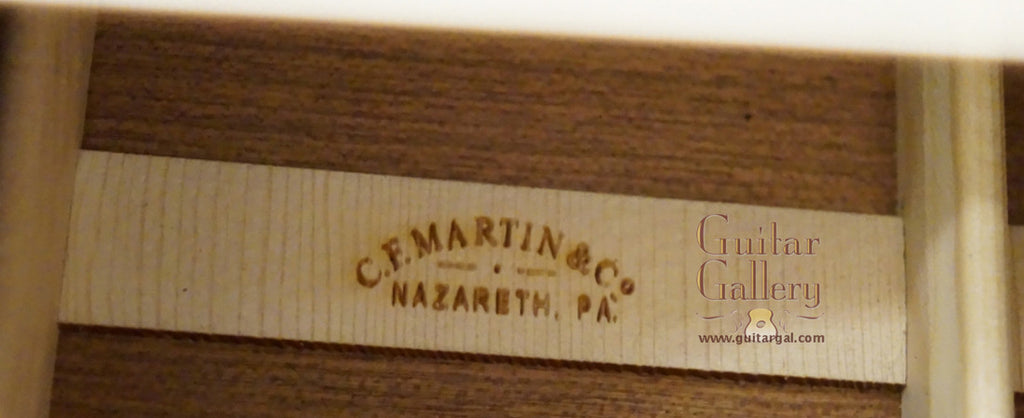 C.F. MARTIN & Co
NAZARETH, PA.
Guitar
Gallery
www.guitargal.com